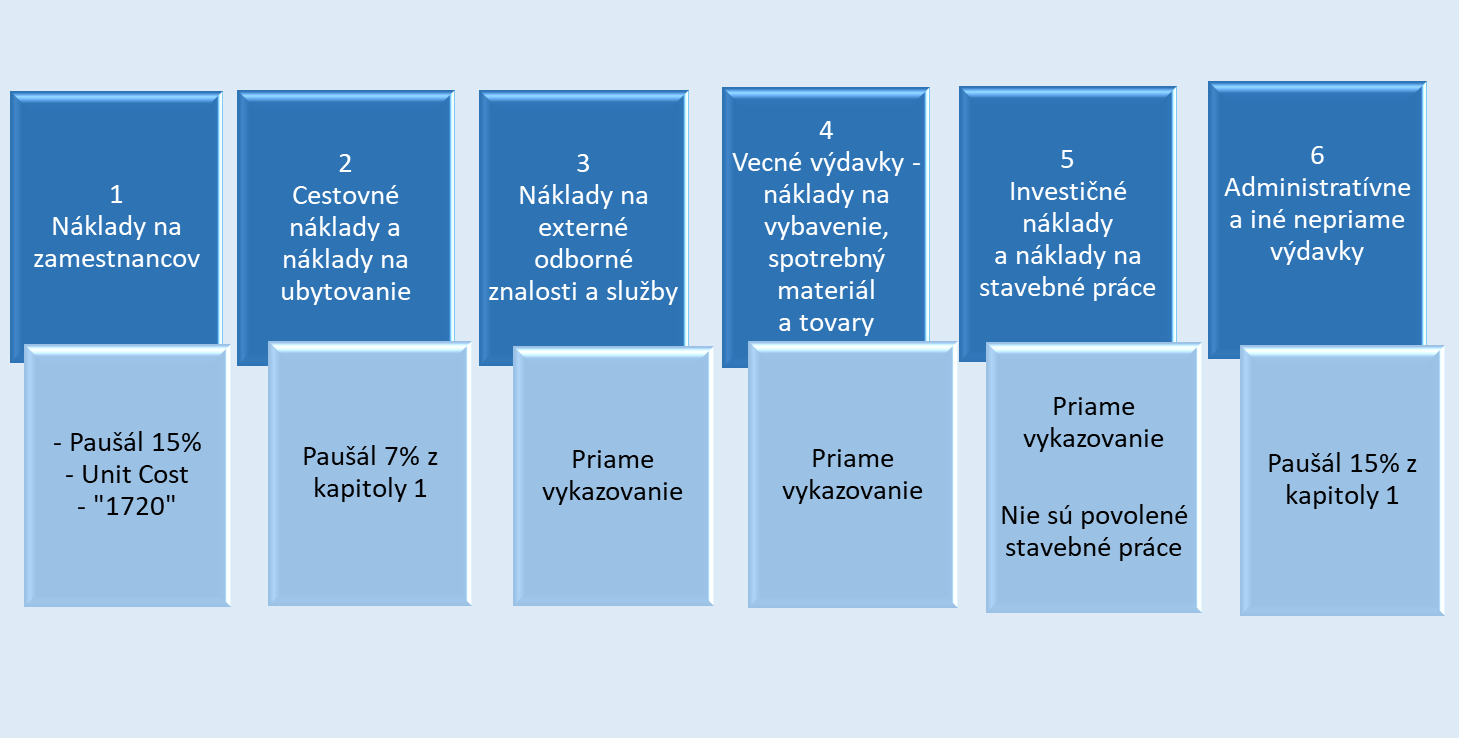 1
Náklady na
zamestnancov
- Paušál 15%
- Unit Cost
- "1720"
2
Cestovné
náklady a
náklady na
ubytovanie
Paušál 7% z
kapitoly 1
3
Náklady na
externé
odborné
znalosti a služby
Priame
vykazovanie
4
Vecné výdavky -
náklady na
vybavenie,
spotrebný
materiál
a tovary
Priame
vykazovanie
5
Investičné
náklady
a náklady na
stavebné práce
Priame
vykazovanie
Nie sú povolené
stavebné práce
6
Administratívne
a iné nepriame
výdavky
Paušál 15% z
kapitoly 1